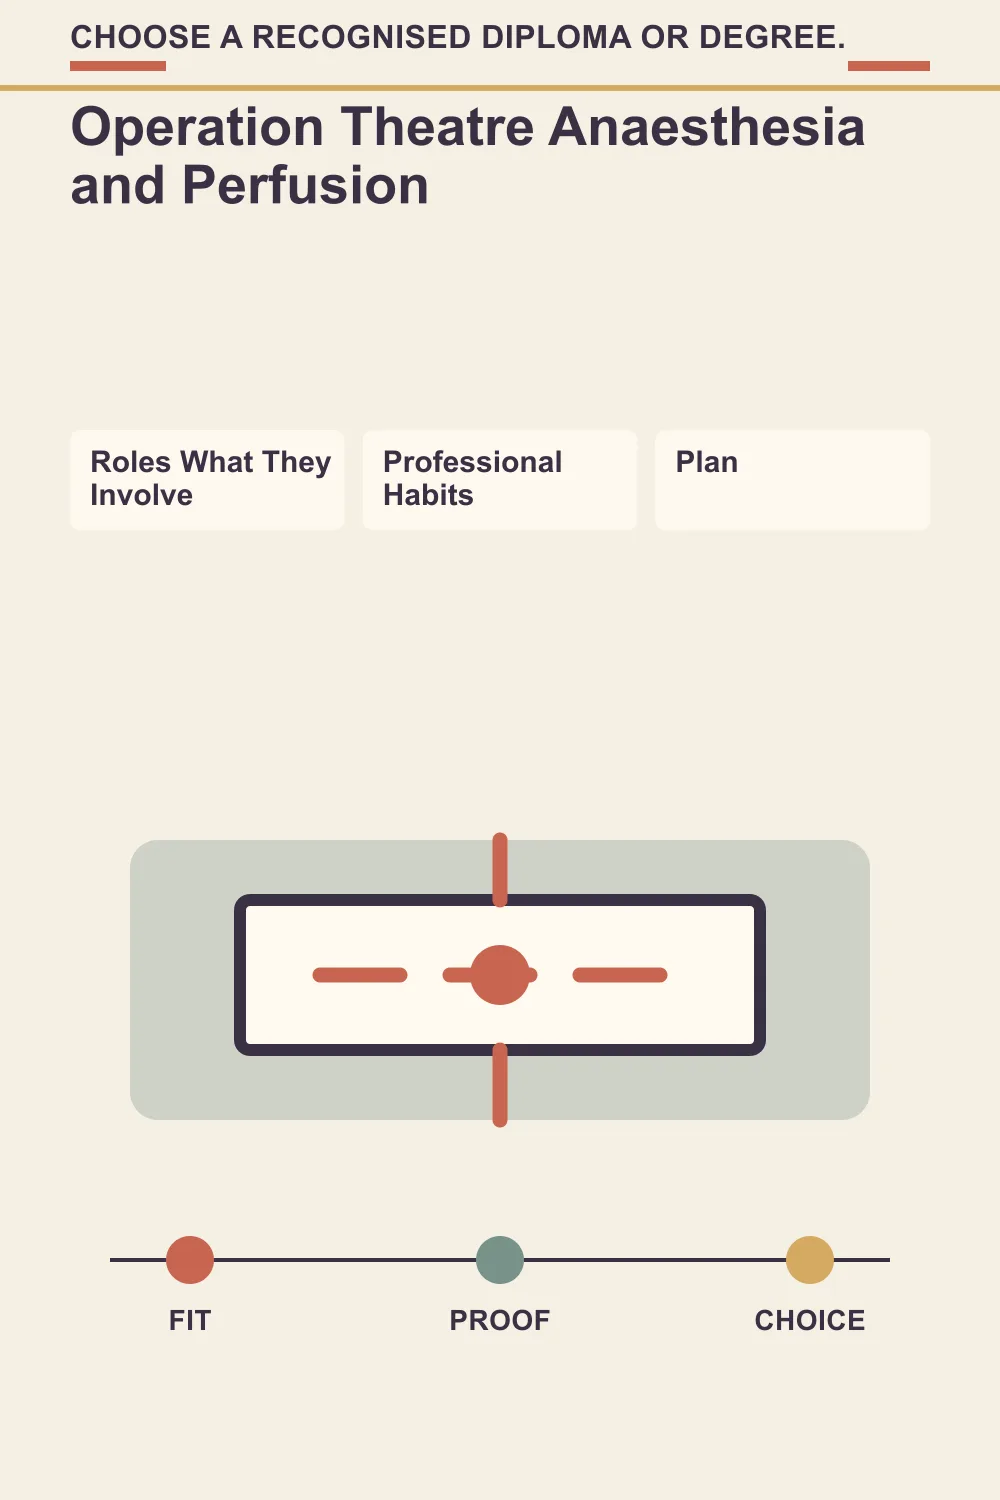 CHOOSE A RECOGNISED DIPLOMA OR DEGREE.
Operation Theatre Anaesthesia
and Perfusion
Roles What They
Involve
Professional
Habits
Plan
FIT
PROOF
CHOICE